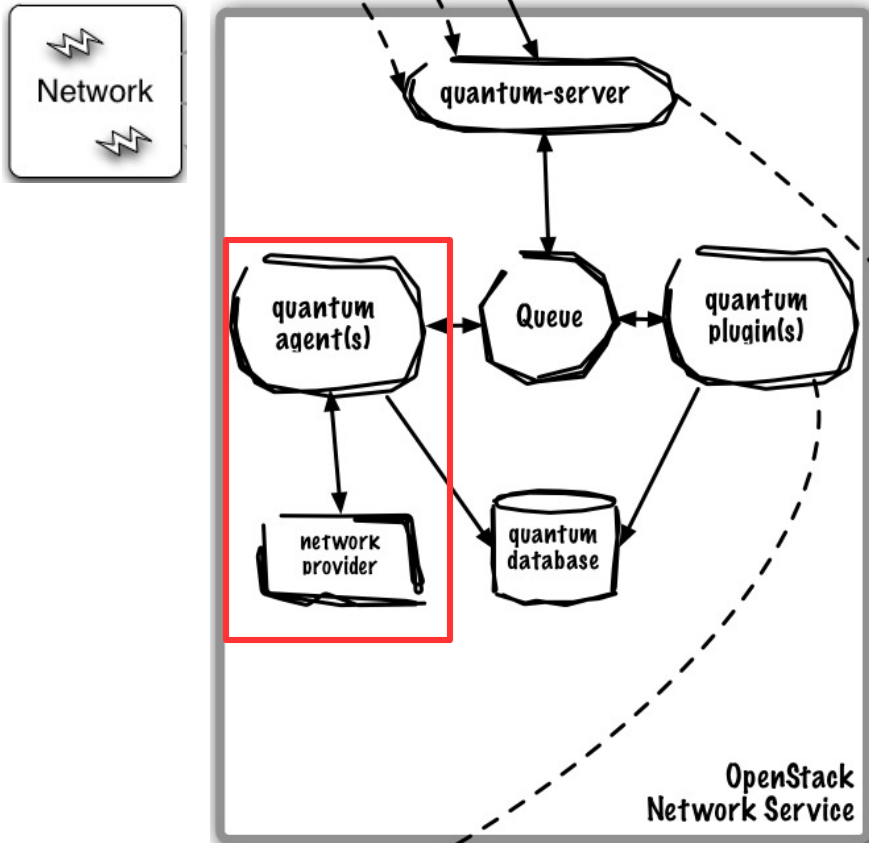 Network
quantum-server
quantum
agent(s)
Queue
quantum
plugin(s)
network
provider
quantum
database
OpenStack
Network Service